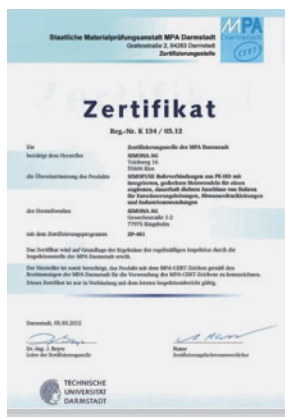 Staatliche Materialprüfungsanstalt MPA Darmstadt
Grafenstraße 2, 64283 Darmstadt
Zertifizierungsstelle
MPA
Darmstadt
CERT
Zertifikat
Reg.-Nr. K 134 / 03.12
Die Zertifizierungsstelle der MPA Darmstadt
bestätigt dem Hersteller SIMONA AG
Teichweg 16
55606 Kirn
die Übereinstimmung des Produkts SIMOFUSE Rohrverbindungen aus PE-HD mit
integrierten, gedeckten Heizwendeln für einen
zugfesten, dauerhaft dichten Anschluss von Rohren
für Entwässerungsleitungen, Abwasserdruckleitungen
und Industrieanwendungen
des Herstellwerkes SIMONA AG
Gewerbestraße 1-2
77975 Ringsheim
mit dem Zertifizierungsprogramm ZP-461
Das Zertifikat wird auf Grundlage der Ergebnisse der regelmäßigen Inspektion durch die
Inspektionsstelle der MPA Darmstadt erteilt.
Der Hersteller ist somit berechtigt, das Produkt mit dem MPA-CERT-Zeichen gemäß den
Bestimmungen der MPA Darmstadt für die Verwendung des MPA-CERT-Zeichens zu kennzeichnen.
Dieses Zertifikat ist nur in Verbindung mit dem letzten Inspektionsbericht gültig.
Darmstadt, 05.03.2012
Dr.-Ing. J. Beyer
Leiter der Zertifizierungsstelle
Name
Zertifizierungsfachverantwortlicher
TECHNISCHE
UNIVERSITÄT
DARMSTADT